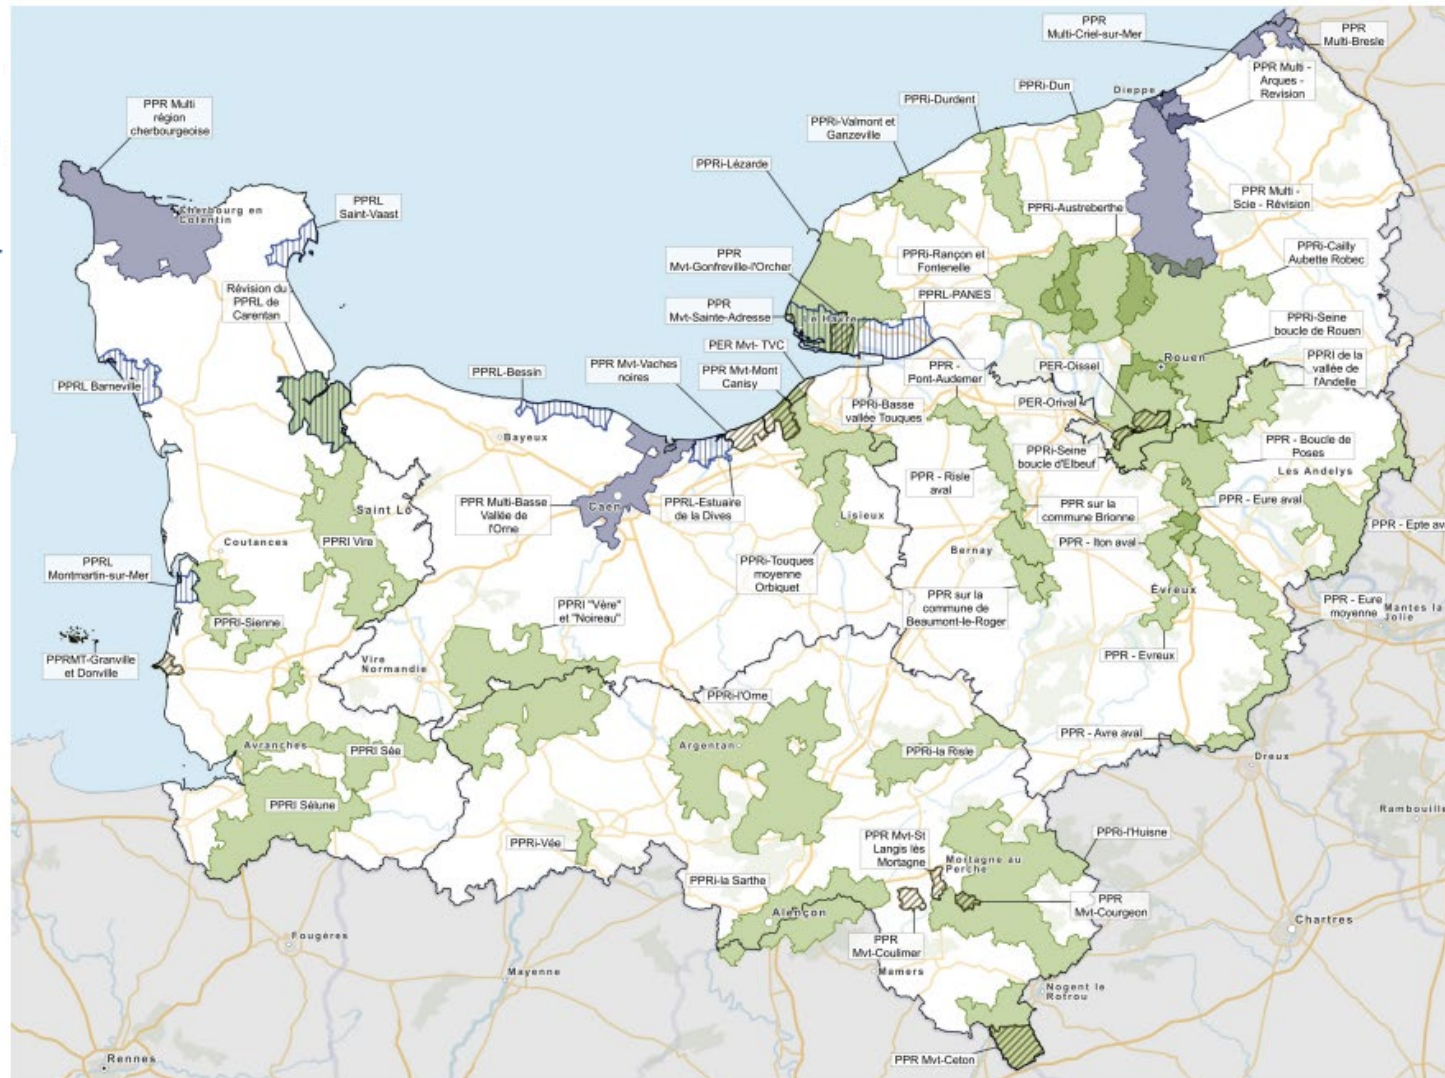 PPR
Multi-Criel-sur-Mer
PPR
Multi-Bresle
PPR Multi -
Arques -
Revision
Dieppe
PPRi-Dun
PPRi-Durdent
PPRi-Valmont et
Ganzeville
PPR Multi
région
cherbourgeoise
PPRi-Lézarde
PPRL
Saint-Vaast
Cherbourg en
Cotentin
PPR Multi -
Scie - Révision
PPRi-Austreberthe
PPR
Mvt-Gonfreville-l'Orcher
PPRi-Rançon et
Fontenelle
PPRi-Cailly
Aubette Robec
Révision du
PPRL de
Carentan
PPR
Mvt-Sainte-Adresse
Le Havre
PPRL-PANES
PPRi-Seine
boucle de Rouen
PER Mvt- TVC
PPR Mvt-Vaches
noires
PPR Mvt-Mont
Canisy
PPR -
Pont-Audemer
PER-Oissel
Rouen
PPRI de la
vallée de
l'Andelle
PPRL Barneville
PPRL-Bessin
PPRi-Basse
vallée Touques
PER-Orival
Bayeux
PPRi-Seine
boucle d'Elbeuf
PPR - Boucle de
Poses
Les Andelys
PPR - Risle
aval
PPR Multi-Basse
Vallée de
l'Orne
Caen
PPRL-Estuaire
de la Dives
PPR sur la
commune Brionne
PPR - Eure aval
Saint Lô
Lisieux
PPR - Epte av
Coutances
PPRI Vire
Bernay
PPR - Iton aval
PPRL
Montmartin-sur-Mer
PPRi-Touques
moyenne
Orbiquet
PPR sur la
commune de
Beaumont-le-Roger
Évreux
PPR - Eure
moyenne
Mantes la
Jolie
PPRI-Sienne
PPRI "Vère"
et "Noireau"
PPRMT-Granville
et Donville
Vire
Normandie
PPR - Evreux
PPRi-l'Orne
Avranches
PPRI Sée
Argentan
PPRi-la Risle
PPR - Avre aval
Dreux
PPRI Sélune
Rambouille
PPRi-Vée
PPR Mvt-St
Langis lès
Mortagne
PPRi-l'Huisne
Mortagne au
Perche
PPRi-la Sarthe
Alençon
PPR
Mvt-Courgeon
Chartres
Fougères
PPR
Mvt-Coulimer
Mayenne
Mamers
Nogent le
Rotrou
Rennes
PPR Mvt-Ceton